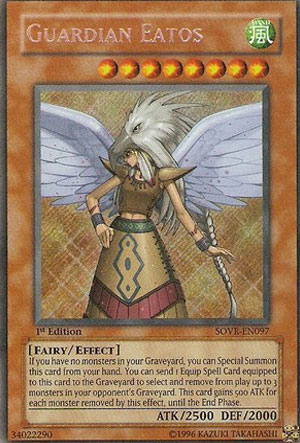 GUARDIAN EATOS
WIND
風
1st Edition
SOVR-EN097
[FAIRY/EFFECT]
If you have no monsters in your Graveyard, you can Special Summon
this card from your hand. You can send 1 Equip Spell Card equipped
to this card to the Graveyard to select and remove from play up to 3
monsters in your opponent's Graveyard. This card gains 500 ATK for
each monster removed by this effect, until the End Phase.
ATK/2500 DEF/2000
34022290
©1996 KAZUKI TAKAHASHI